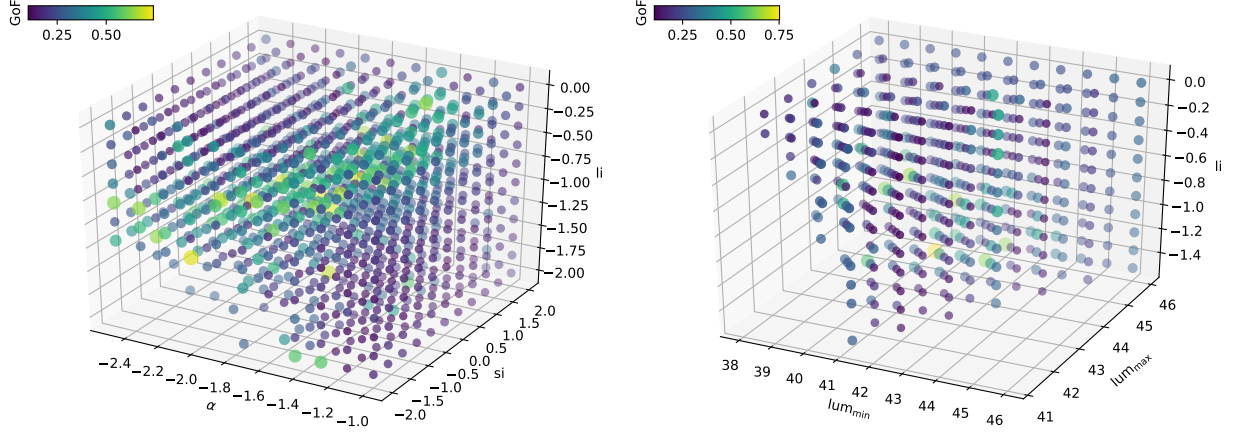 GoF
0.25 0.50
0.00
−0.25
−0.50
−0.75
−1.00
−1.25
−1.50
−1.75
−2.00
li
−2.4 −2.2 −2.0 −1.8 −1.6 −1.4 −1.2 −1.0
α
−2.0 −1.5 −1.0 −0.5 0.0 0.5 1.0 1.5 2.0
si
GoF
0.25 0.50 0.75
0.0
−0.2
−0.4
−0.6
−0.8
−1.0
−1.2
−1.4
li
38 39 40 41 42 43 44 45 46
lum_min
41 42 43 44 45 46
lum_max